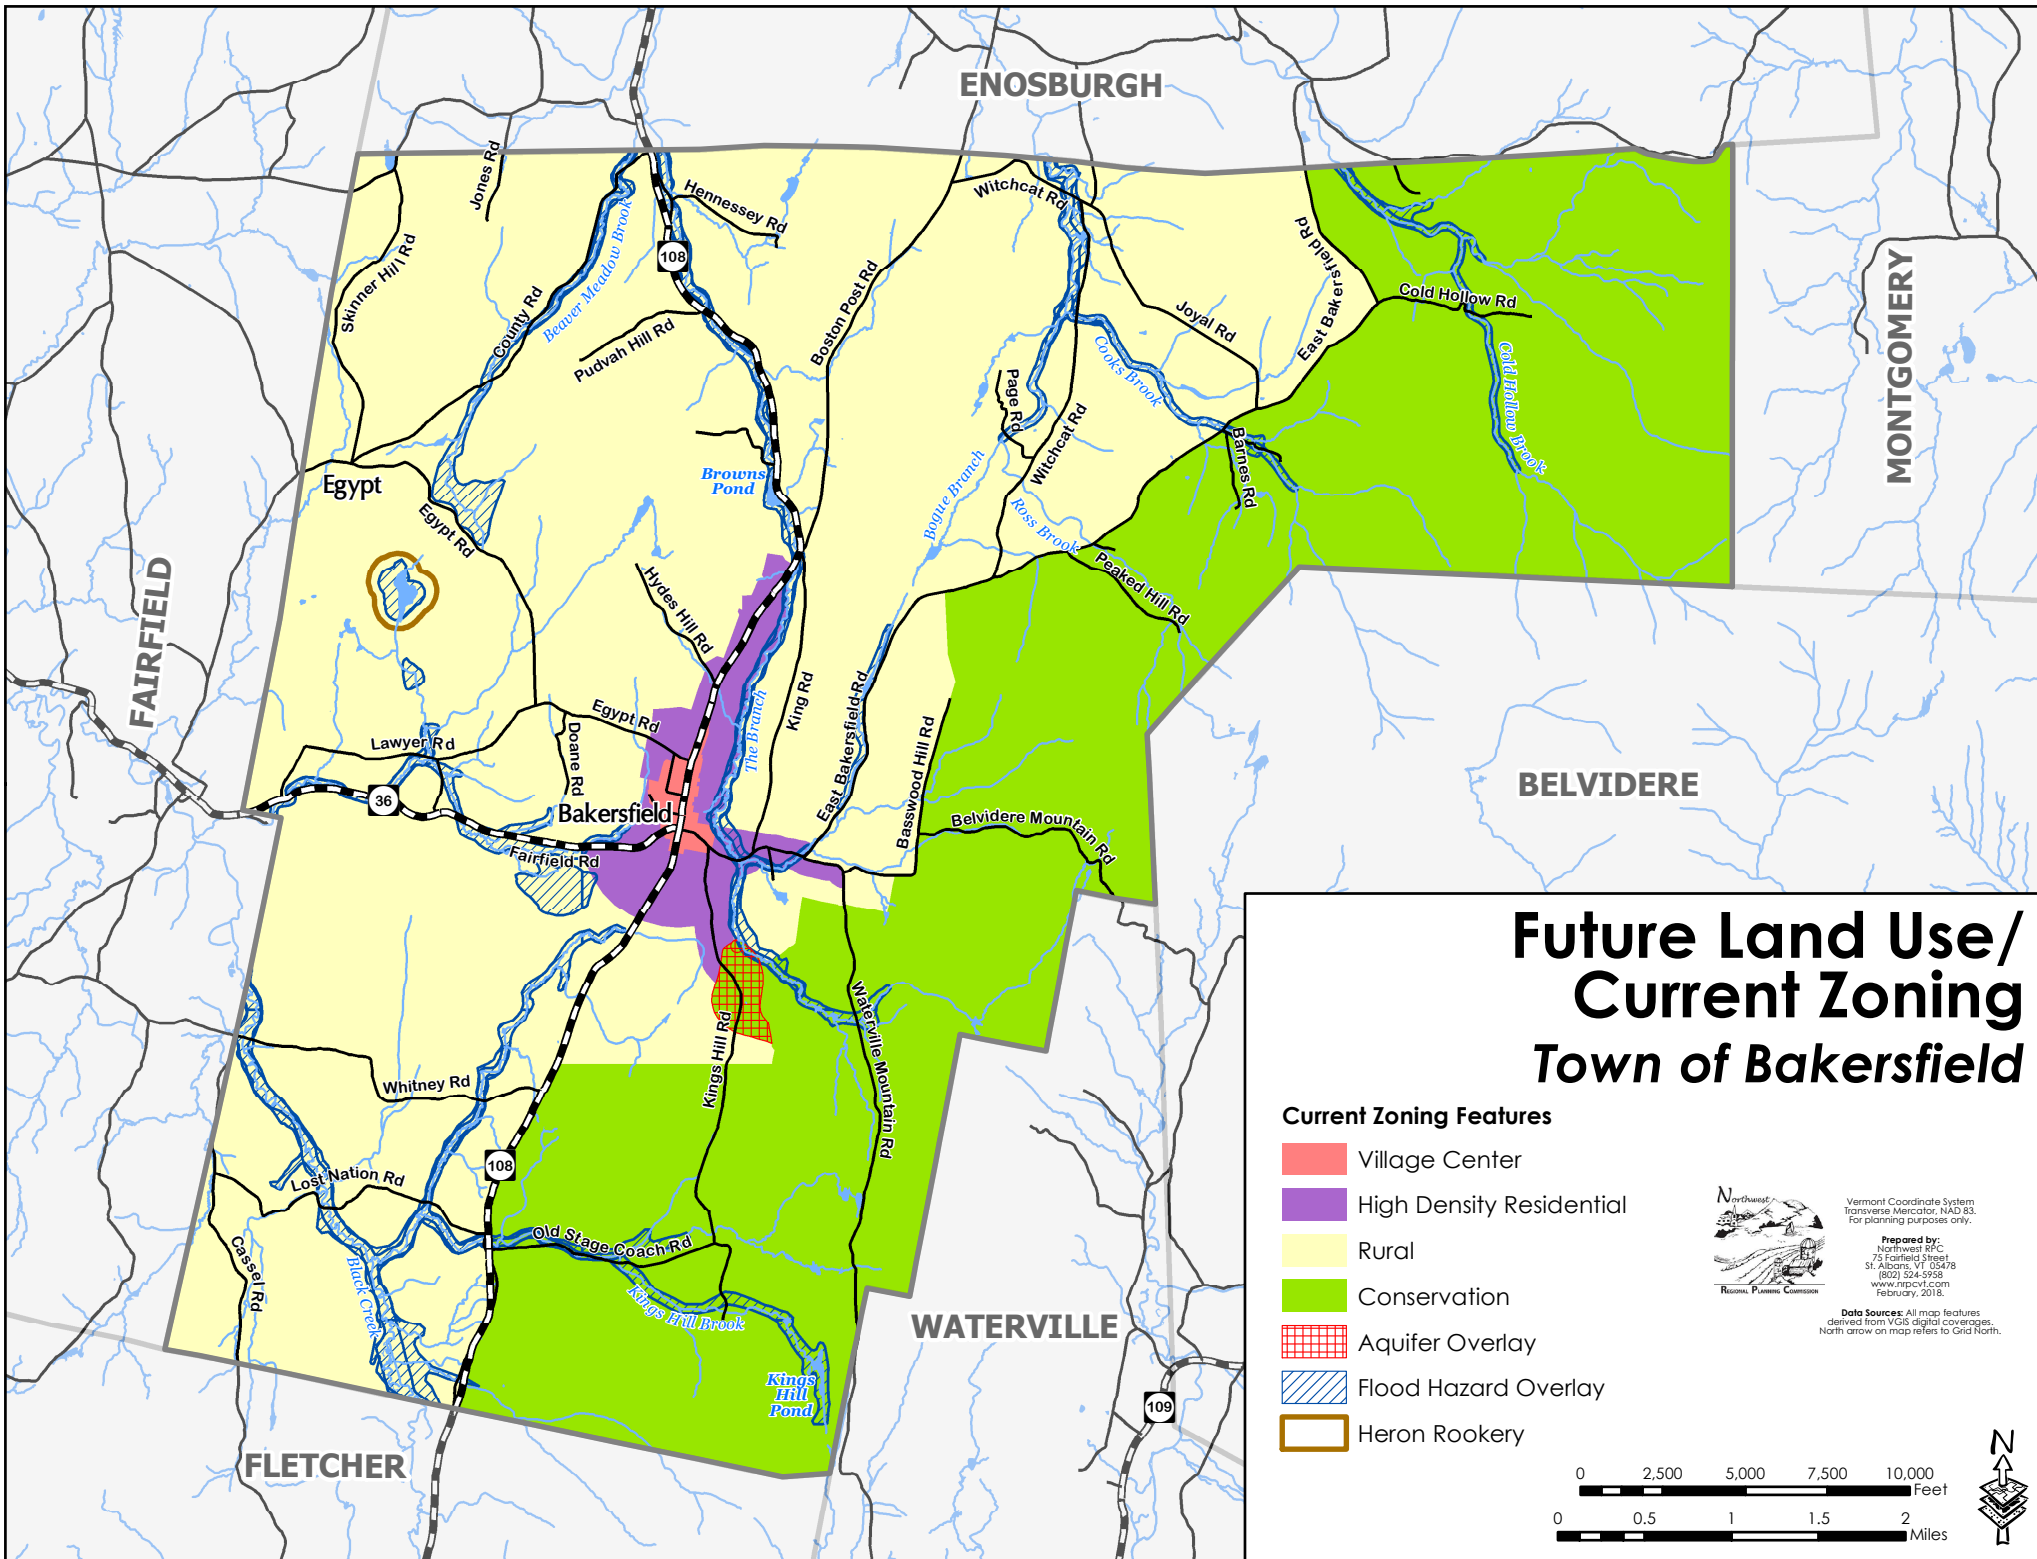 ENOSBURGH
Jones Rd
Hennessey Rd
Witchcat Rd
Skinner Hill Rd
Beaver Meadow Brook
108
East Bakersfield Rd
County Rd
Pudvah Hill Rd
Boston Post Rd
Joyal Rd
East Bakersfield Rd
Cold Hollow Rd
MONTGOMERY
Cooks Brook
Page Rd
Cold Hollow Brook
Witchcat Rd
Barnes Rd
Browns
Pond
Egypt
Egypt Rd
Bogue Branch
Ross Brook
Peaked Hill Rd
Hydes Hill Rd
FAIRFIELD
The Branch
King Rd
East Bakersfield Rd
Egypt Rd
Lawyer Rd
Doane Rd
Basswood Hill Rd
BELVIDERE
36
Bakersfield
Belvidere Mountain Rd
Fairfield Rd
Kings Hill Rd
Waterville Mountain Rd
Whitney Rd
108
Lost Nation Rd
Old Stage Coach Rd
Cassel Rd
Black Creek
Kings Hill Brook
WATERVILLE
Kings
Hill
Pond
109
FLETCHER
Future Land Use/
Current Zoning
Town of Bakersfield
Current Zoning Features
Village Center
High Density Residential
Rural
Conservation
Aquifer Overlay
Flood Hazard Overlay
Heron Rookery
Northwest
REGIONAL PLANNING COMMISSION
Vermont Coordinate System
Transverse Mercator, NAD 83.
For planning purposes only.
Prepared by:
Northwest RPC
75 Fairfield Street
St. Albans, VT 05478
(802) 524-5958
www.nrpcvt.com
February, 2018.
Data Sources: All map features
derived from VGIS digital coverages.
North arrow on map refers to Grid North.
N
0 2,500 5,000 7,500 10,000
Feet
0 0.5 1 1.5 2
Miles